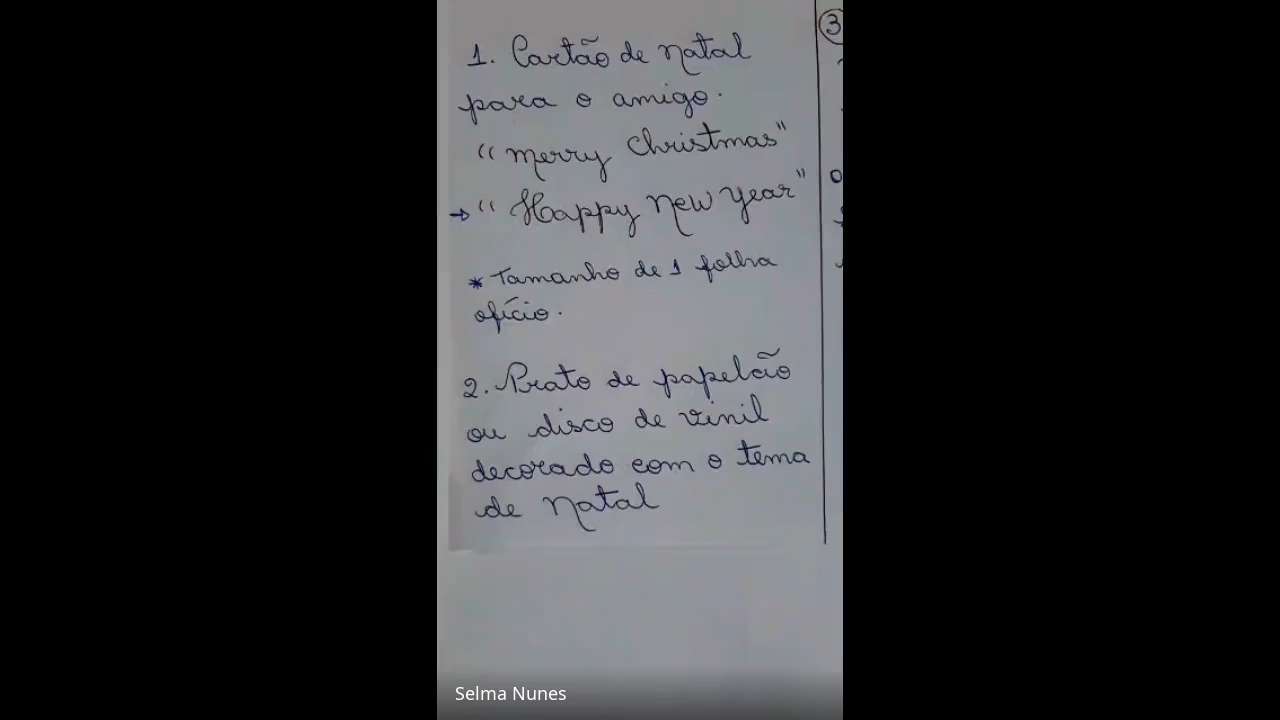 1. Cartão de natal
para o amigo.
"Merry Christmas"
→ "Happy New Year"
* Tamanho de 1 folha
ofício.
2. Prato de papelão
ou disco de vinil
decorado com o tema
de Natal
3
Selma Nunes